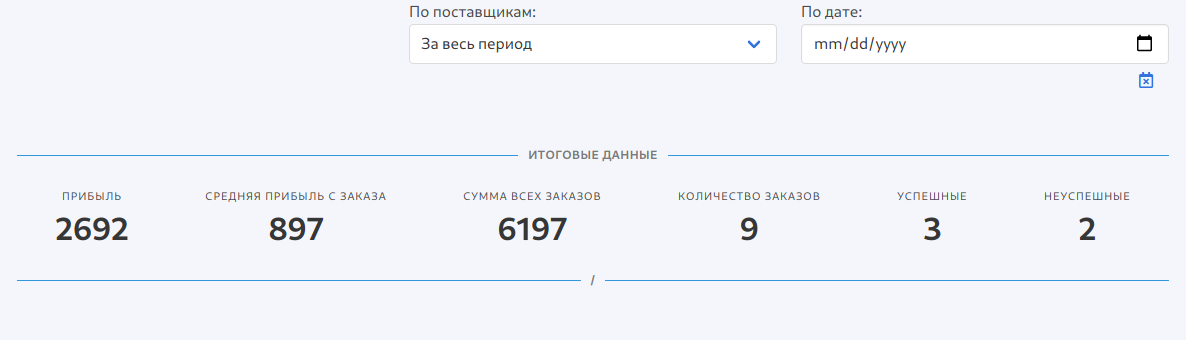 По поставщикам:
По дате:
За весь период
mm/dd/yyyy
ИТОГОВЫЕ ДАННЫЕ
ПРИБЫЛЬ
СРЕДНЯЯ ПРИБЫЛЬ С ЗАКАЗА
СУММА ВСЕХ ЗАКАЗОВ
КОЛИЧЕСТВО ЗАКАЗОВ
УСПЕШНЫЕ
НЕУСПЕШНЫЕ
2692
897
6197
9
3
2
/